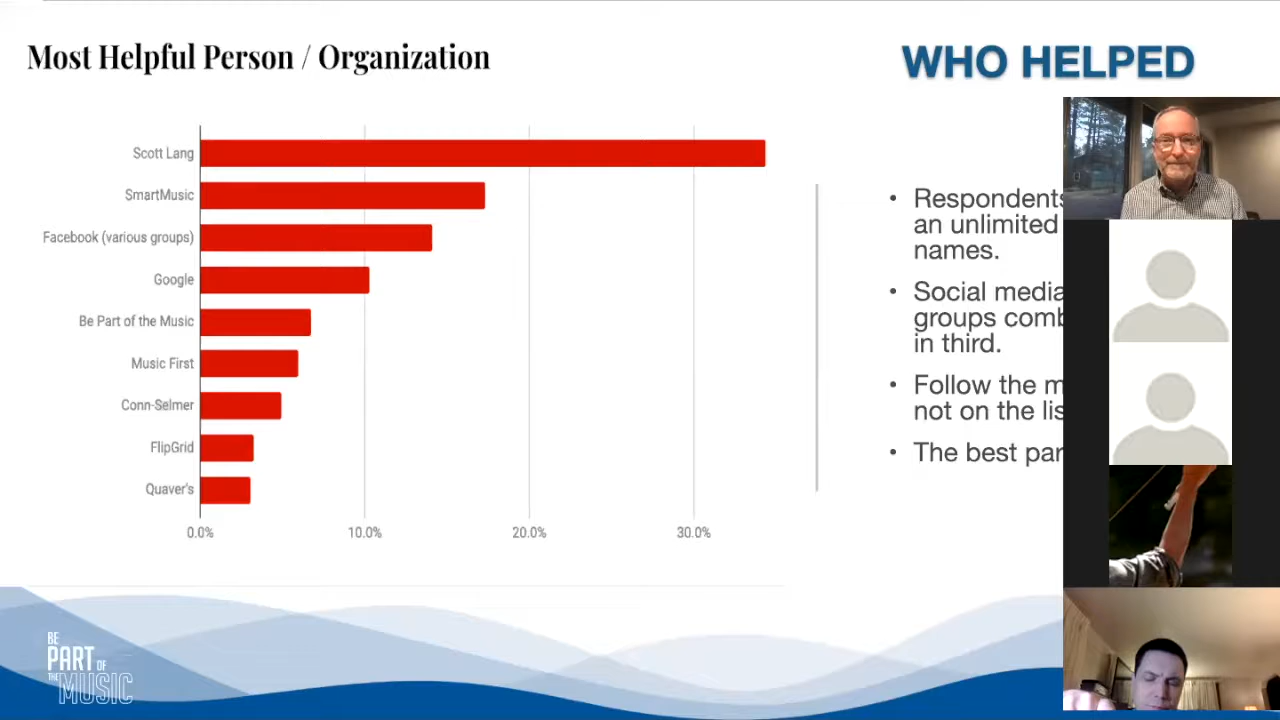 Most Helpful Person / Organization
WHO HELPED
Scott Lang
SmartMusic
Facebook (various groups)
Google
Be Part of the Music
Music First
Conn-Selmer
FlipGrid
Quaver's
0.0%
10.0%
20.0%
30.0%
• Respondents
an unlimited
names.
• Social media
groups comb
in third.
• Follow the m
not on the lis
• The best par
BE
PART OF
THE MUSIC